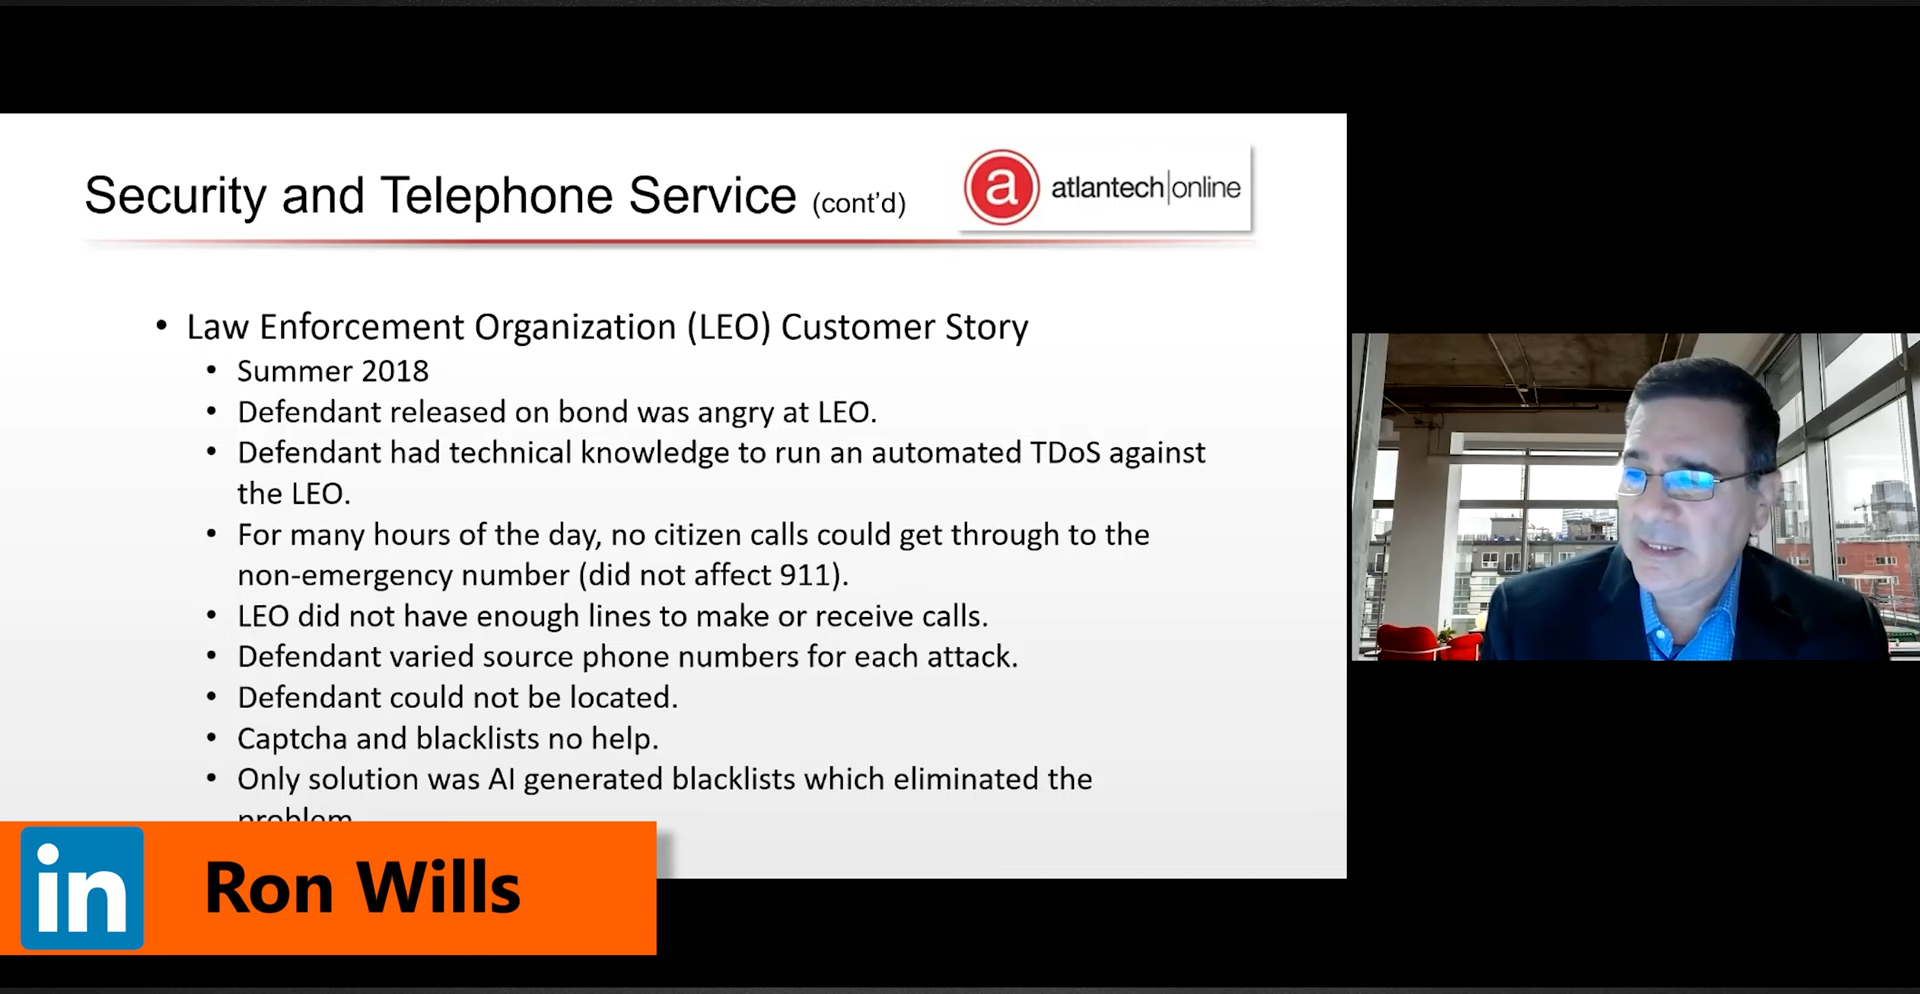 Security and Telephone Service (cont'd)
a atlantech|online
• Law Enforcement Organization (LEO) Customer Story
• Summer 2018
• Defendant released on bond was angry at LEO.
• Defendant had technical knowledge to run an automated TDoS against
the LEO.
• For many hours of the day, no citizen calls could get through to the
non-emergency number (did not affect 911).
• LEO did not have enough lines to make or receive calls.
• Defendant varied source phone numbers for each attack.
• Defendant could not be located.
• Captcha and blacklists no help.
• Only solution was AI generated blacklists which eliminated the
problem
in Ron Wills